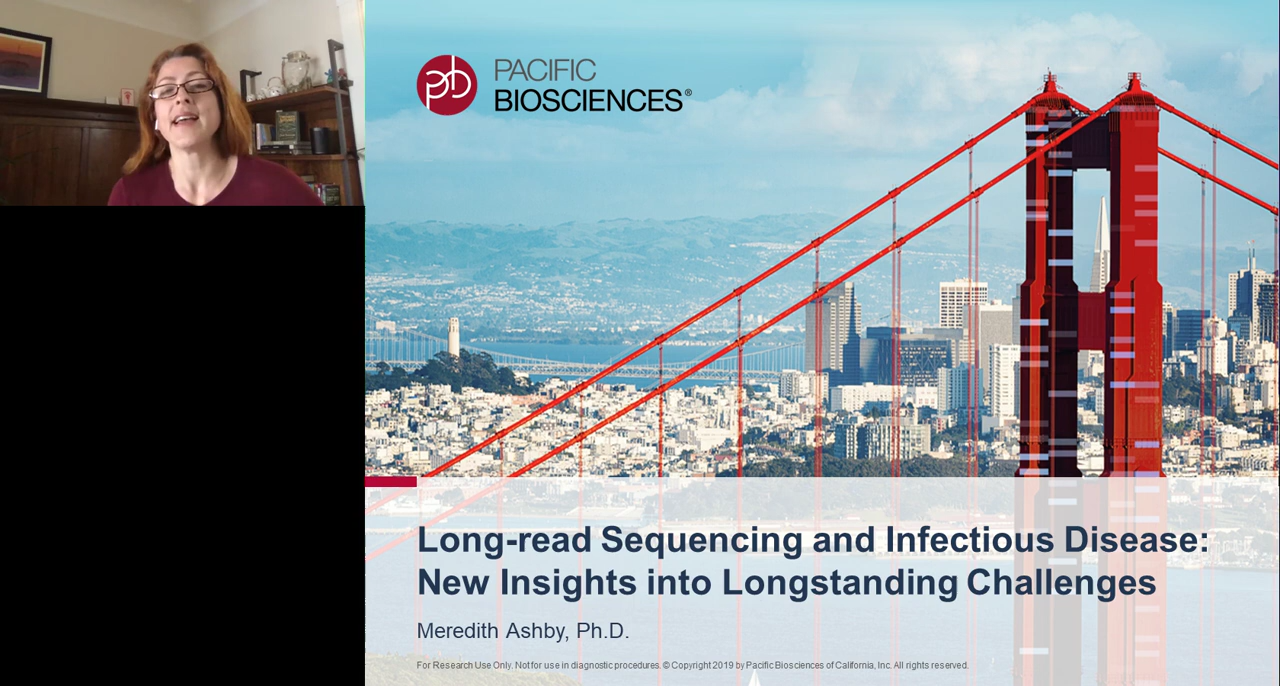 pb
PACIFIC
BIOSCIENCES®
Long-read Sequencing and Infectious Disease:
New Insights into Longstanding Challenges
Meredith Ashby, Ph.D.
For Research Use Only. Not for use in diagnostic procedures. © Copyright 2019 by Pacific Biosciences of California, Inc. All rights reserved.